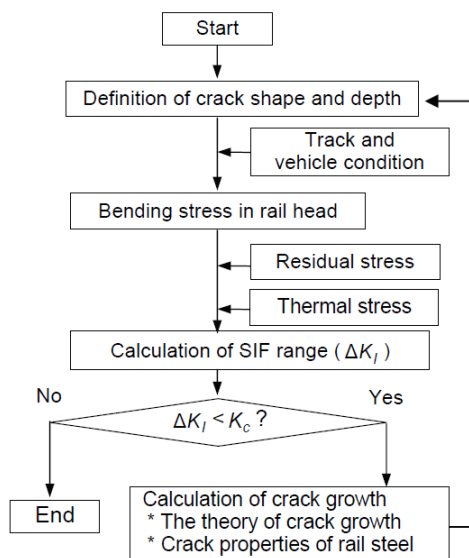 Start
Definition of crack shape and depth
Track and
vehicle condition
Bending stress in rail head
Residual stress
Thermal stress
Calculation of SIF range ( ΔK_I )
No
Yes
ΔK_I < K_c ?
End
Calculation of crack growth
* The theory of crack growth
* Crack properties of rail steel